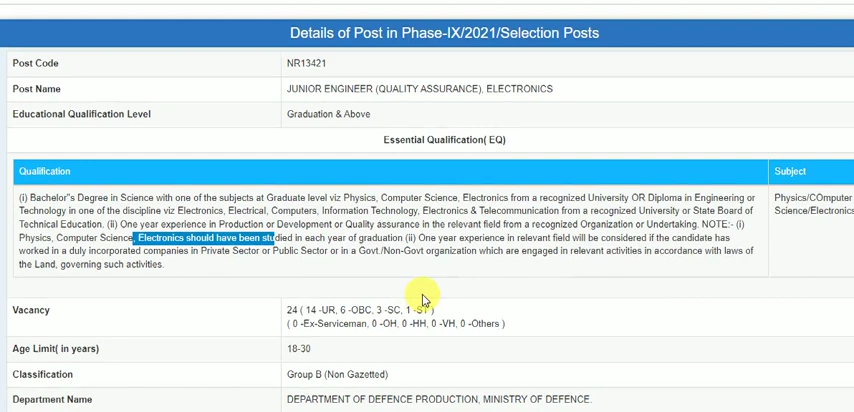 Details of Post in Phase-IX/2021/Selection Posts
Post Code NR13421
Post Name JUNIOR ENGINEER (QUALITY ASSURANCE), ELECTRONICS
Educational Qualification Level Graduation & Above
Essential Qualification( EQ)
Qualification Subject
(i) Bachelor"s Degree in Science with one of the subjects at Graduate level viz Physics, Computer Science, Electronics from a recognized University OR Diploma in Engineering or Physics/COmputer
Technology in one of the discipline viz Electronics, Electrical, Computers, Information Technology, Electronics & Telecommunication from a recognized University or State Board of Science/Electronics
Technical Education. (ii) One year experience in Production or Development or Quality assurance in the relevant field from a recognized Organization or Undertaking. NOTE:- (i)
Physics, Computer Science, Electronics should have been studied in each year of graduation (ii) One year experience in relevant field will be considered if the candidate has
worked in a duly incorporated companies in Private Sector or Public Sector or in a Govt./Non-Govt organization which are engaged in relevant activities in accordance with laws of
the Land, governing such activities.
Vacancy 24 ( 14 -UR, 6 -OBC, 3 -SC, 1 -ST )
( 0 -Ex-Serviceman, 0 -OH, 0 -HH, 0 -VH, 0 -Others )
Age Limit( in years) 18-30
Classification Group B (Non Gazetted)
Department Name DEPARTMENT OF DEFENCE PRODUCTION, MINISTRY OF DEFENCE.